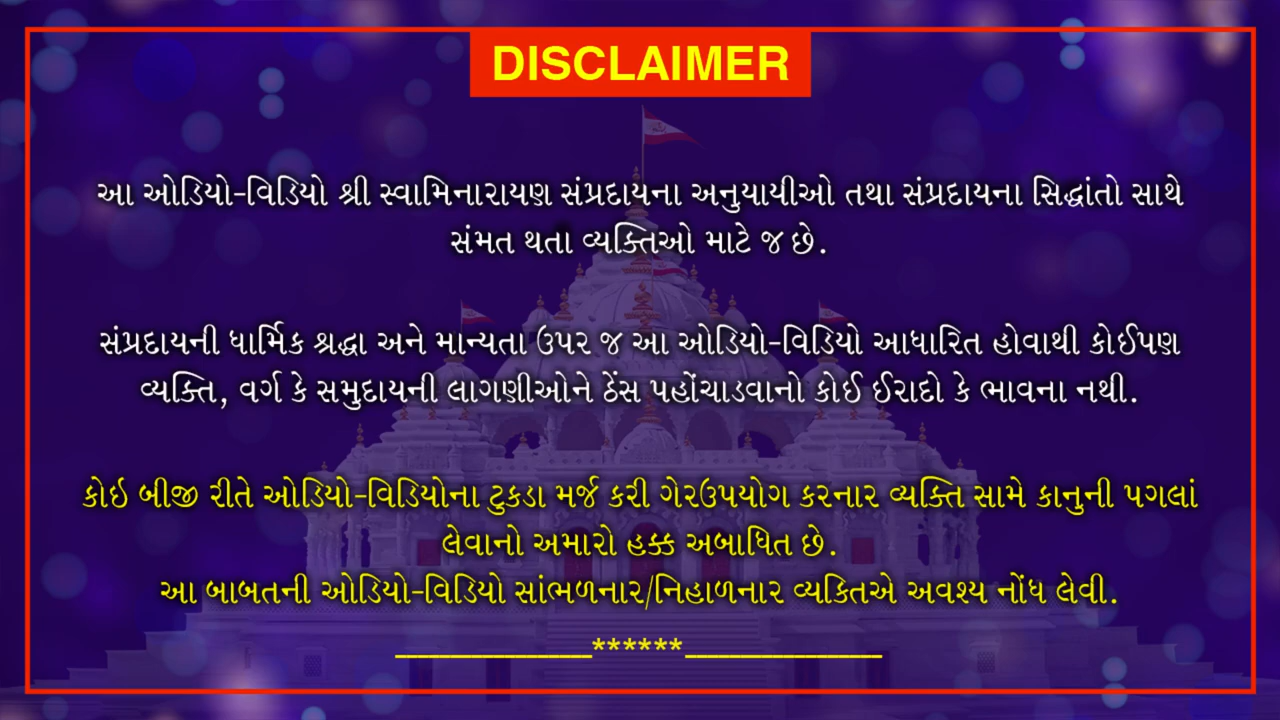 DISCLAIMER
આ ઓડિયો-વિડિયો શ્રી સ્વામિનારાયણ સંપ્રદાયના અનુયાયીઓ તથા સંપ્રદાયના સિદ્ધાંતો સાથે
સંમત થતા વ્યક્તિઓ માટે જ છે.
સંપ્રદાયની ધાર્મિક શ્રદ્ધા અને માન્યતા ઉપર જ આ ઓડિયો-વિડિયો આધારિત હોવાથી કોઈપણ
વ્યક્તિ, વર્ગ કે સમુદાયની લાગણીઓને ઠેંસ પહોંચાડવાનો કોઈ ઈરાદો કે ભાવના નથી.
કોઇ બીજી રીતે ઓડિયો-વિડિયોના ટુકડા મર્જ કરી ગેરઉપયોગ કરનાર વ્યક્તિ સામે કાનુની પગલાં
લેવાનો અમારો હક્ક અબાધિત છે.
આ બાબતની ઓડિયો-વિડિયો સાંભળનાર/નિહાળનાર વ્યકિતએ અવશ્ય નોંધ લેવી.
________________******________________